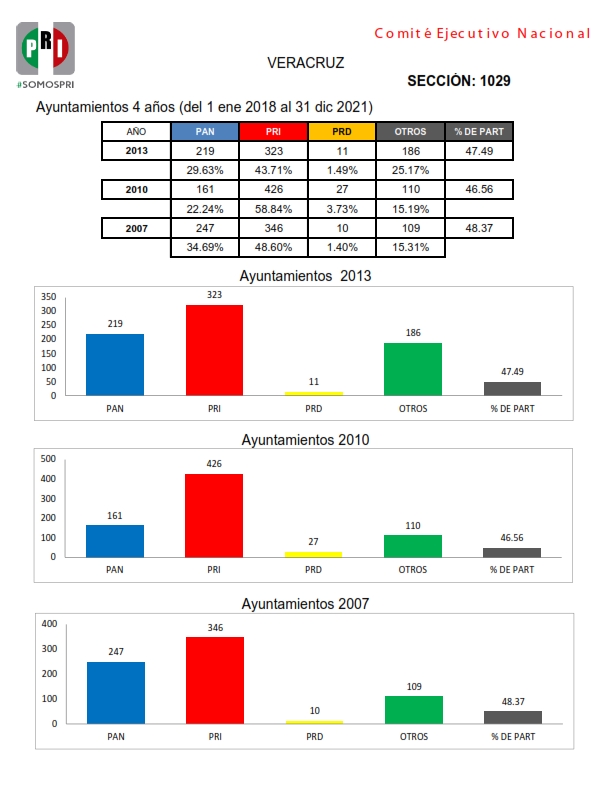 PRI
#SOMOSPRI
Comité Ejecutivo Nacional
VERACRUZ
SECCIÓN: 1029
Ayuntamientos 4 años (del 1 ene 2018 al 31 dic 2021)
AÑO PAN PRI PRD OTROS % DE PART
2013 219 323 11 186 47.49
29.63% 43.71% 1.49% 25.17%
2010 161 426 27 110 46.56
22.24% 58.84% 3.73% 15.19%
2007 247 346 10 109 48.37
34.69% 48.60% 1.40% 15.31%
Ayuntamientos 2013
350
300
250
200
150
100
50
0
219
323
11
186
47.49
PAN PRI PRD OTROS % DE PART
Ayuntamientos 2010
500
400
300
200
100
0
161
426
27
110
46.56
PAN PRI PRD OTROS % DE PART
Ayuntamientos 2007
400
300
200
100
0
247
346
10
109
48.37
PAN PRI PRD OTROS % DE PART